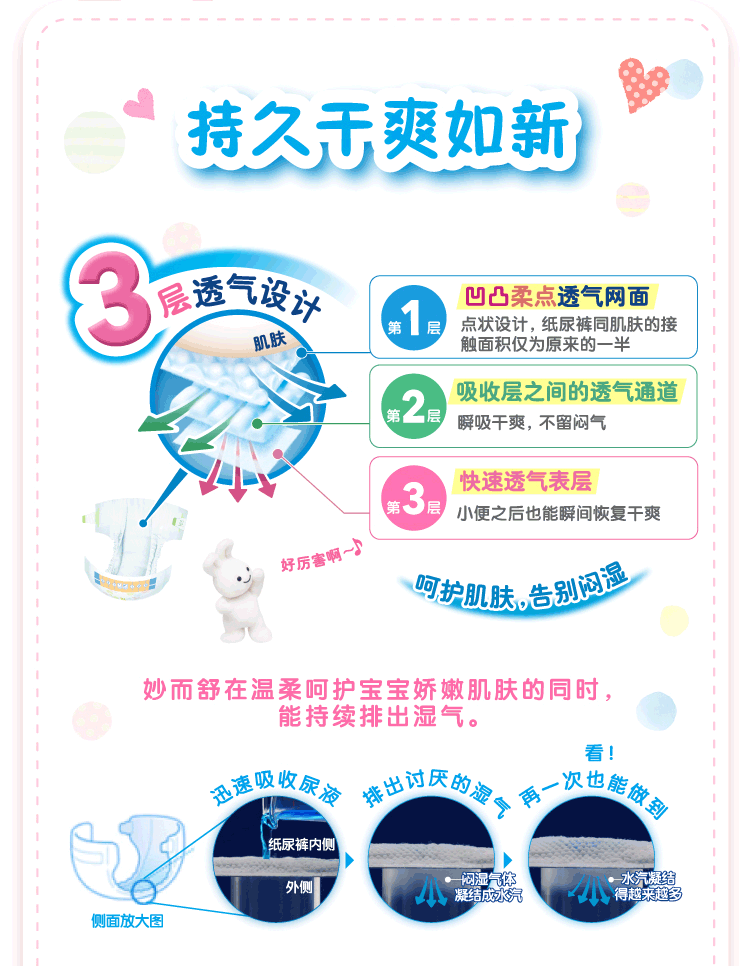 持久干爽如新
3层透气设计
肌肤
第1层
凹凸柔点透气网面
点状设计，纸尿裤同肌肤的接
触面积仅为原来的一半
第2层
吸收层之间的透气通道
瞬吸干爽，不留闷气
第3层
快速透气表层
小便之后也能瞬间恢复干爽
好厉害啊～♪
呵护肌肤，告别闷湿
妙而舒在温柔呵护宝宝娇嫩肌肤的同时，
能持续排出湿气。
看！
迅速吸收尿液
排出讨厌的湿气
再一次也能做到
纸尿裤内侧
外侧
闷湿气体
凝结成水汽
水汽凝结
得越来越多
侧面放大图